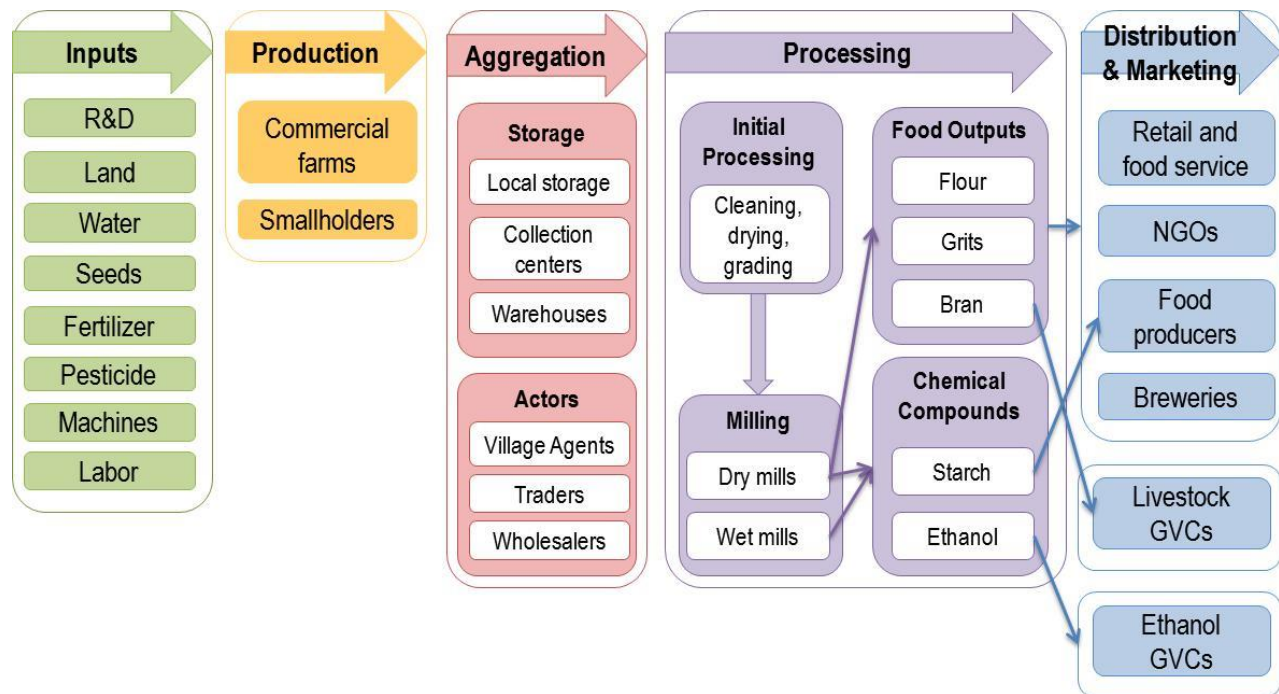 Inputs
R&D
Land
Water
Seeds
Fertilizer
Pesticide
Machines
Labor
Production
Commercial
farms
Smallholders
Aggregation
Storage
Local storage
Collection
centers
Warehouses
Actors
Village Agents
Traders
Wholesalers
Processing
Initial
Processing
Cleaning,
drying,
grading
Milling
Dry mills
Wet mills
Food Outputs
Flour
Grits
Bran
Chemical
Compounds
Starch
Ethanol
Distribution
& Marketing
Retail and
food service
NGOs
Food
producers
Breweries
Livestock
GVCs
Ethanol
GVCs